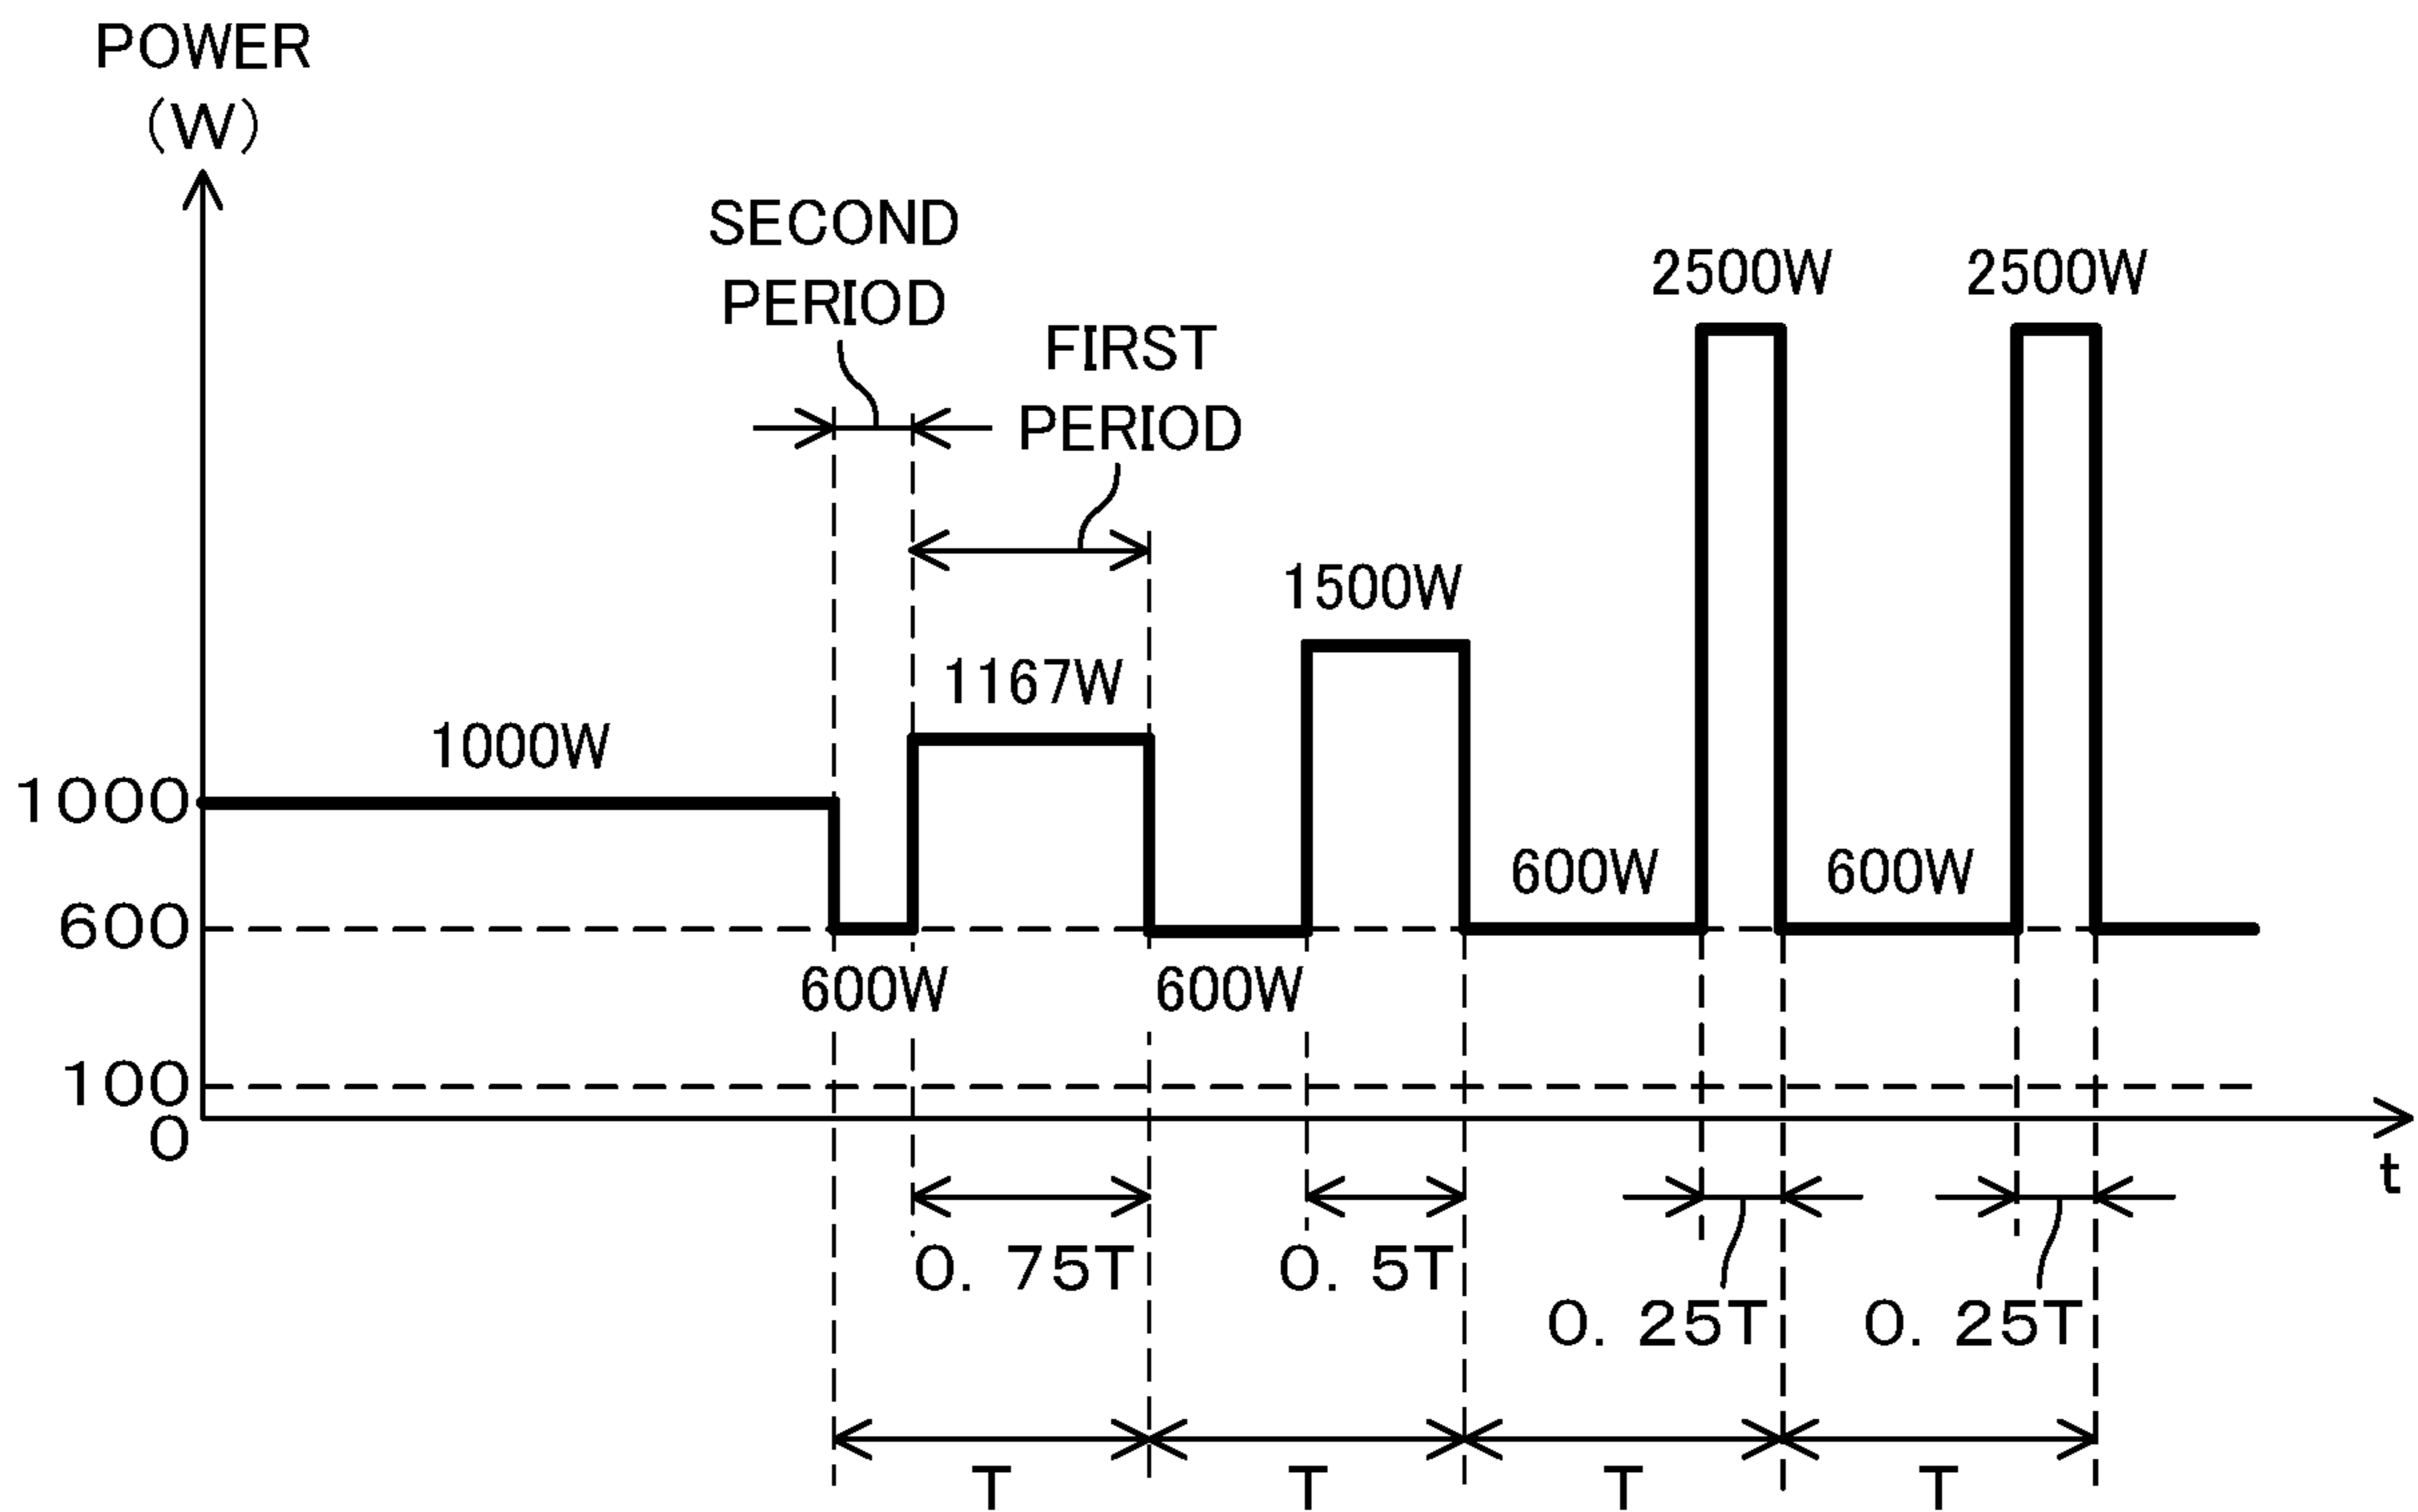 POWER
(W)
SECOND
PERIOD
FIRST
PERIOD
2500W
2500W
1500W
1167W
1000W
1000
600W
600W
600
600W
600W
100
0
t
0. 75T
0. 5T
0. 25T
0. 25T
T
T
T
T